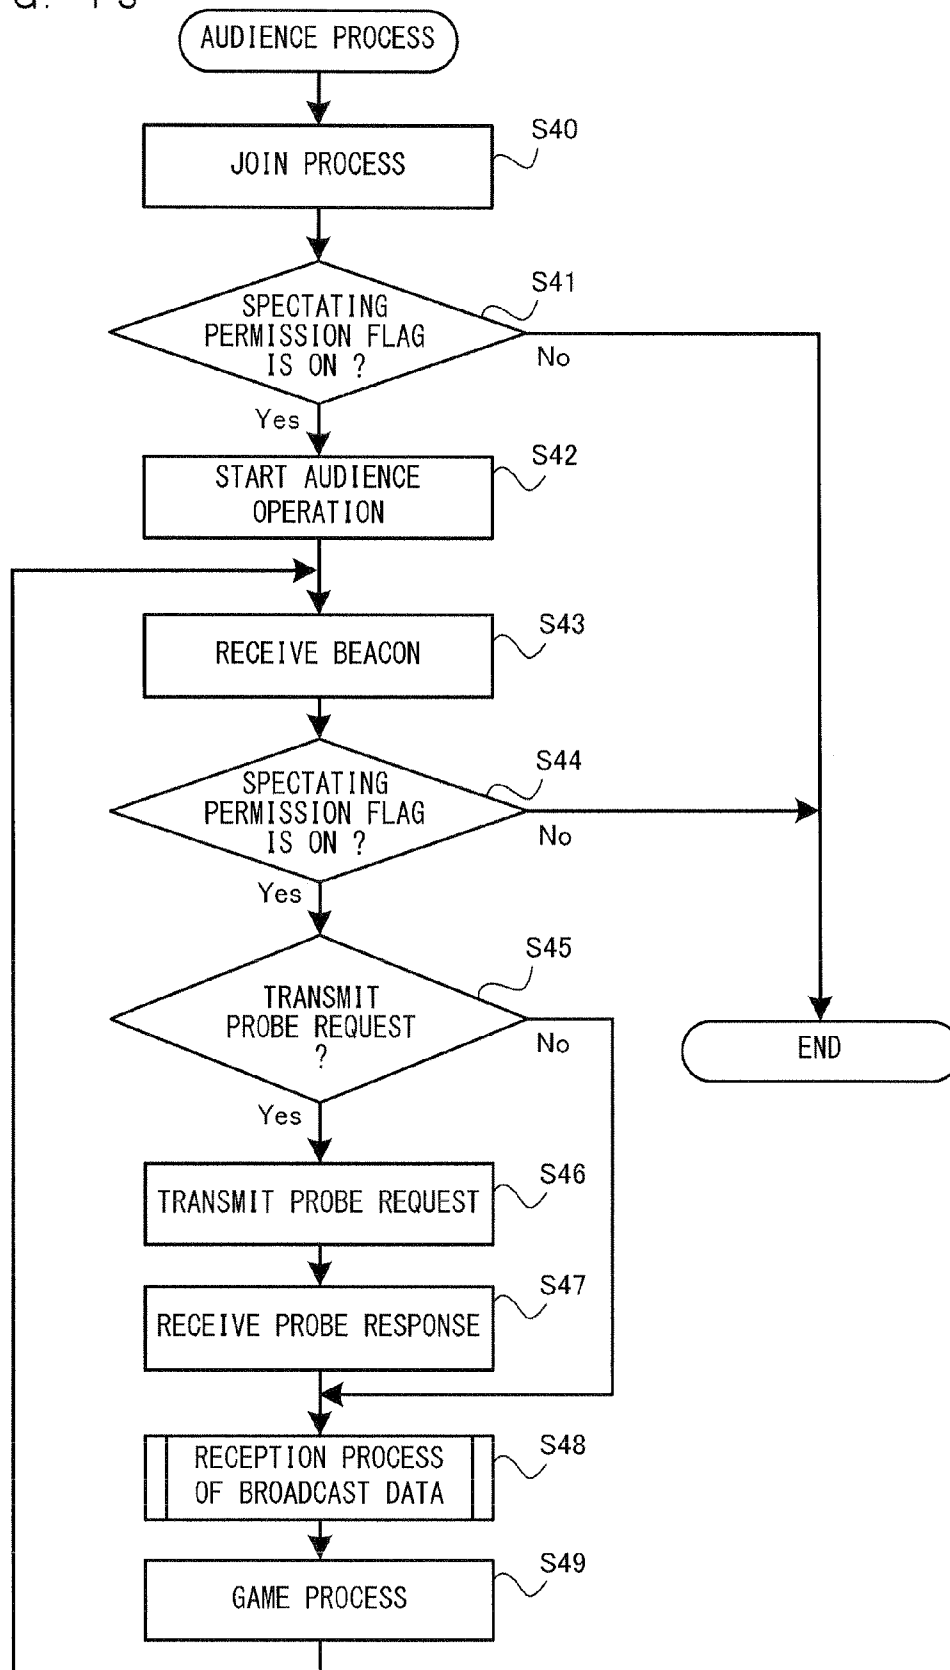 AUDIENCE PROCESS
S40
JOIN PROCESS
S41
SPECTATING
PERMISSION FLAG
IS ON ?
No
Yes
S42
START AUDIENCE
OPERATION
S43
RECEIVE BEACON
S44
SPECTATING
PERMISSION FLAG
IS ON ?
No
Yes
S45
TRANSMIT
PROBE REQUEST
?
No
END
Yes
S46
TRANSMIT PROBE REQUEST
S47
RECEIVE PROBE RESPONSE
S48
RECEPTION PROCESS
OF BROADCAST DATA
S49
GAME PROCESS